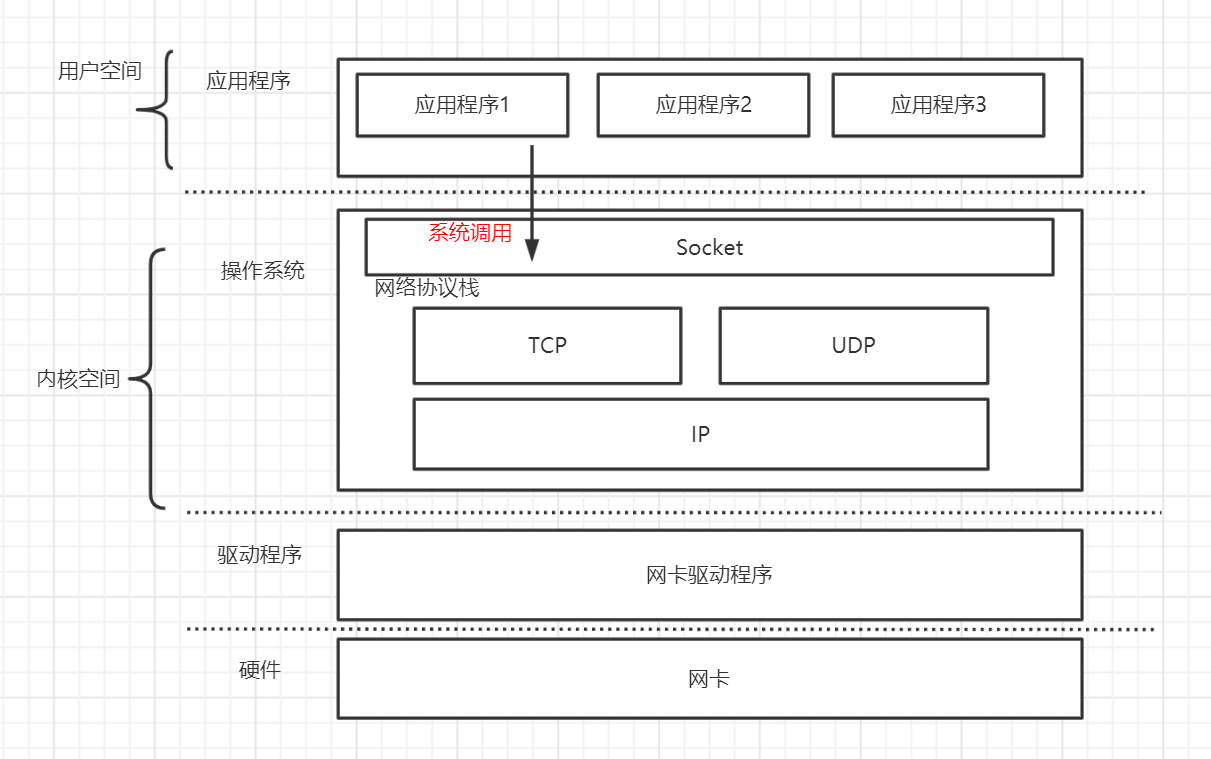 用户空间
应用程序
应用程序1
应用程序2
应用程序3
系统调用
Socket
操作系统
网络协议栈
TCP
UDP
内核空间
IP
驱动程序
网卡驱动程序
硬件
网卡